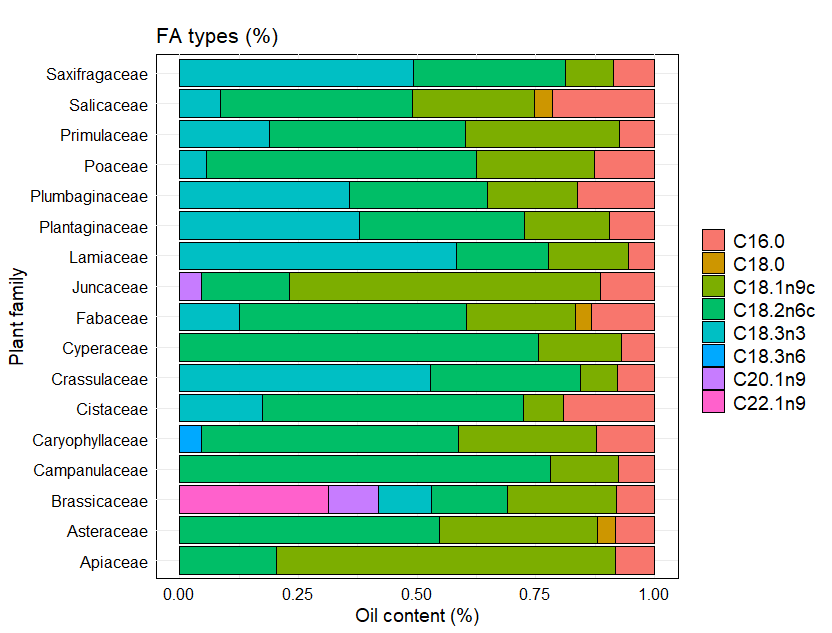 FA types (%)
Saxifragaceae
Salicaceae
Primulaceae
Poaceae
Plumbaginaceae
Plantaginaceae
Lamiaceae
Juncaceae
Fabaceae
Cyperaceae
Crassulaceae
Cistaceae
Caryophyllaceae
Campanulaceae
Brassicaceae
Asteraceae
Apiaceae
Plant family
0.00 0.25 0.50 0.75 1.00
Oil content (%)
C16.0
C18.0
C18.1n9c
C18.2n6c
C18.3n3
C18.3n6
C20.1n9
C22.1n9